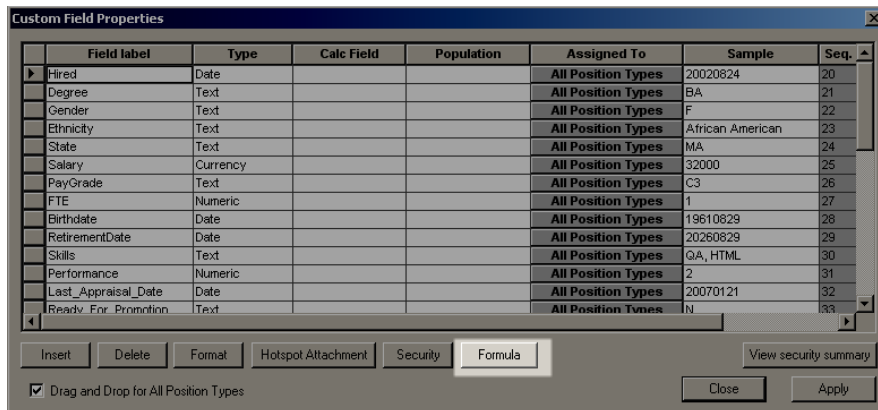 Custom Field Properties
Field label Type Calc Field Population Assigned To Sample Seq.
Hired Date All Position Types 20020824 20
Degree Text All Position Types BA 21
Gender Text All Position Types F 22
Ethnicity Text All Position Types African American 23
State Text All Position Types MA 24
Salary Currency All Position Types 32000 25
PayGrade Text All Position Types C3 26
FTE Numeric All Position Types 1 27
Birthdate Date All Position Types 19610829 28
RetirementDate Date All Position Types 20260829 29
Skills Text All Position Types QA, HTML 30
Performance Numeric All Position Types 2 31
Last_Appraisal_Date Date All Position Types 20070121 32
Ready_For_Promotion Text All Position Types N 33
Insert Delete Format Hotspot Attachment Security Formula View security summary
Drag and Drop for All Position Types Close Apply